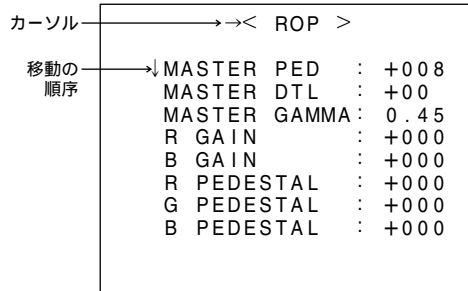 カーソル →→< ROP >
移動の
順序 →↓MASTER PED : +008
MASTER DTL : +00
MASTER GAMMA: 0.45
R GAIN : +000
B GAIN : +000
R PEDESTAL : +000
G PEDESTAL : +000
B PEDESTAL : +000